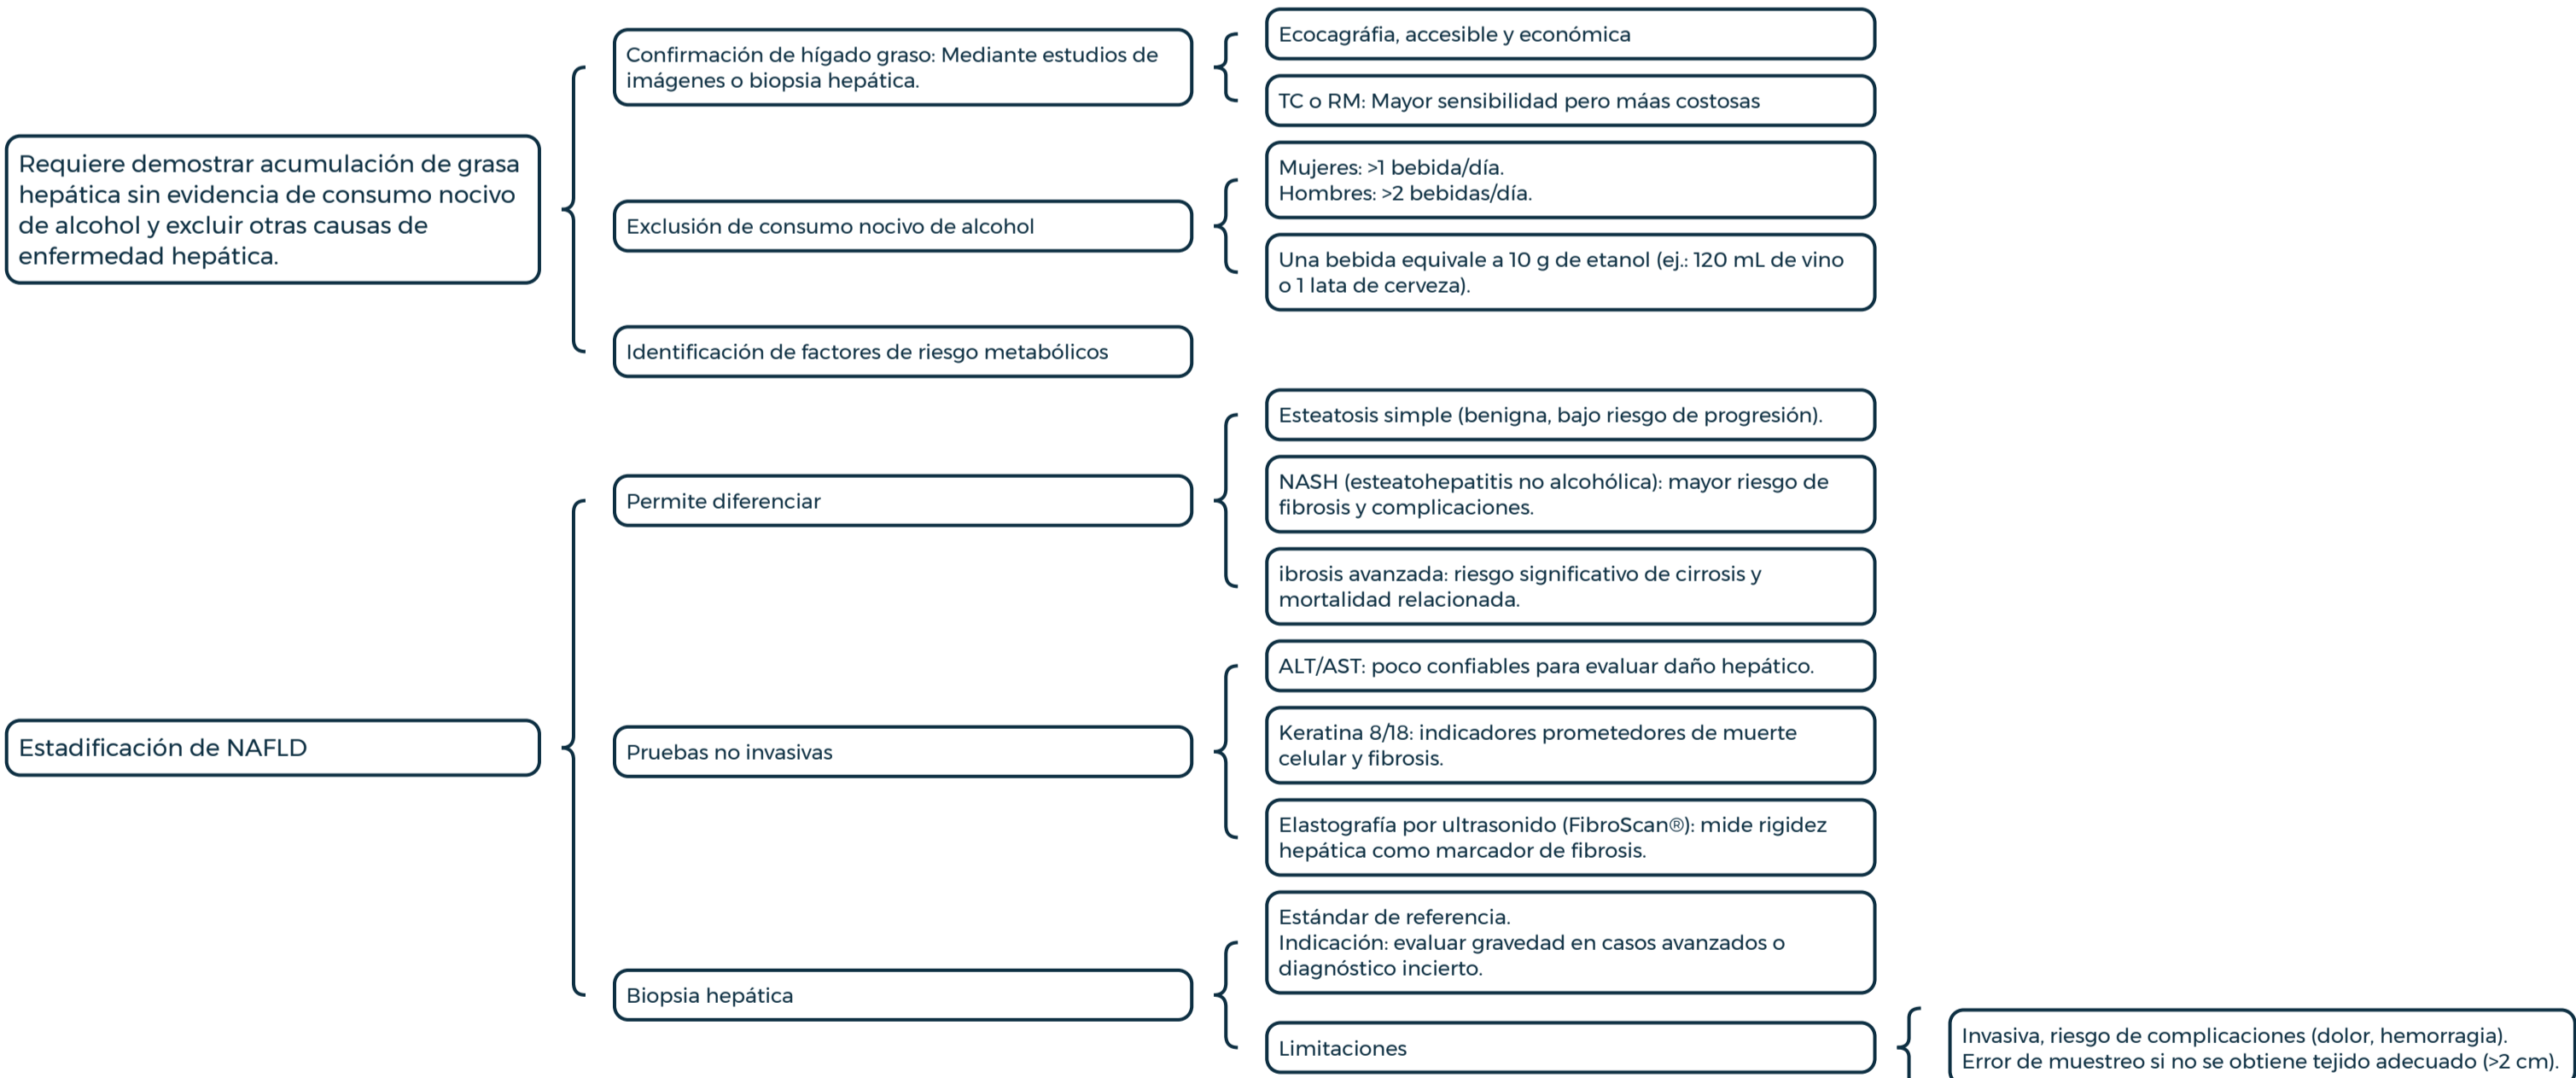 Requiere demostrar acumulación de grasa
hepática sin evidencia de consumo nocivo
de alcohol y excluir otras causas de
enfermedad hepática.
Confirmación de hígado graso: Mediante estudios de
imágenes o biopsia hepática.
Ecocagráfia, accesible y económica
TC o RM: Mayor sensibilidad pero máas costosas
Exclusión de consumo nocivo de alcohol
Mujeres: >1 bebida/día.
Hombres: >2 bebidas/día.
Una bebida equivale a 10 g de etanol (ej.: 120 mL de vino
o 1 lata de cerveza).
Identificación de factores de riesgo metabólicos
Estadificación de NAFLD
Permite diferenciar
Esteatosis simple (benigna, bajo riesgo de progresión).
NASH (esteatohepatitis no alcohólica): mayor riesgo de
fibrosis y complicaciones.
ibrosis avanzada: riesgo significativo de cirrosis y
mortalidad relacionada.
Pruebas no invasivas
ALT/AST: poco confiables para evaluar daño hepático.
Keratina 8/18: indicadores prometedores de muerte
celular y fibrosis.
Elastografía por ultrasonido (FibroScan®): mide rigidez
hepática como marcador de fibrosis.
Biopsia hepática
Estándar de referencia.
Indicación: evaluar gravedad en casos avanzados o
diagnóstico incierto.
Limitaciones
Invasiva, riesgo de complicaciones (dolor, hemorragia).
Error de muestreo si no se obtiene tejido adecuado (>2 cm).